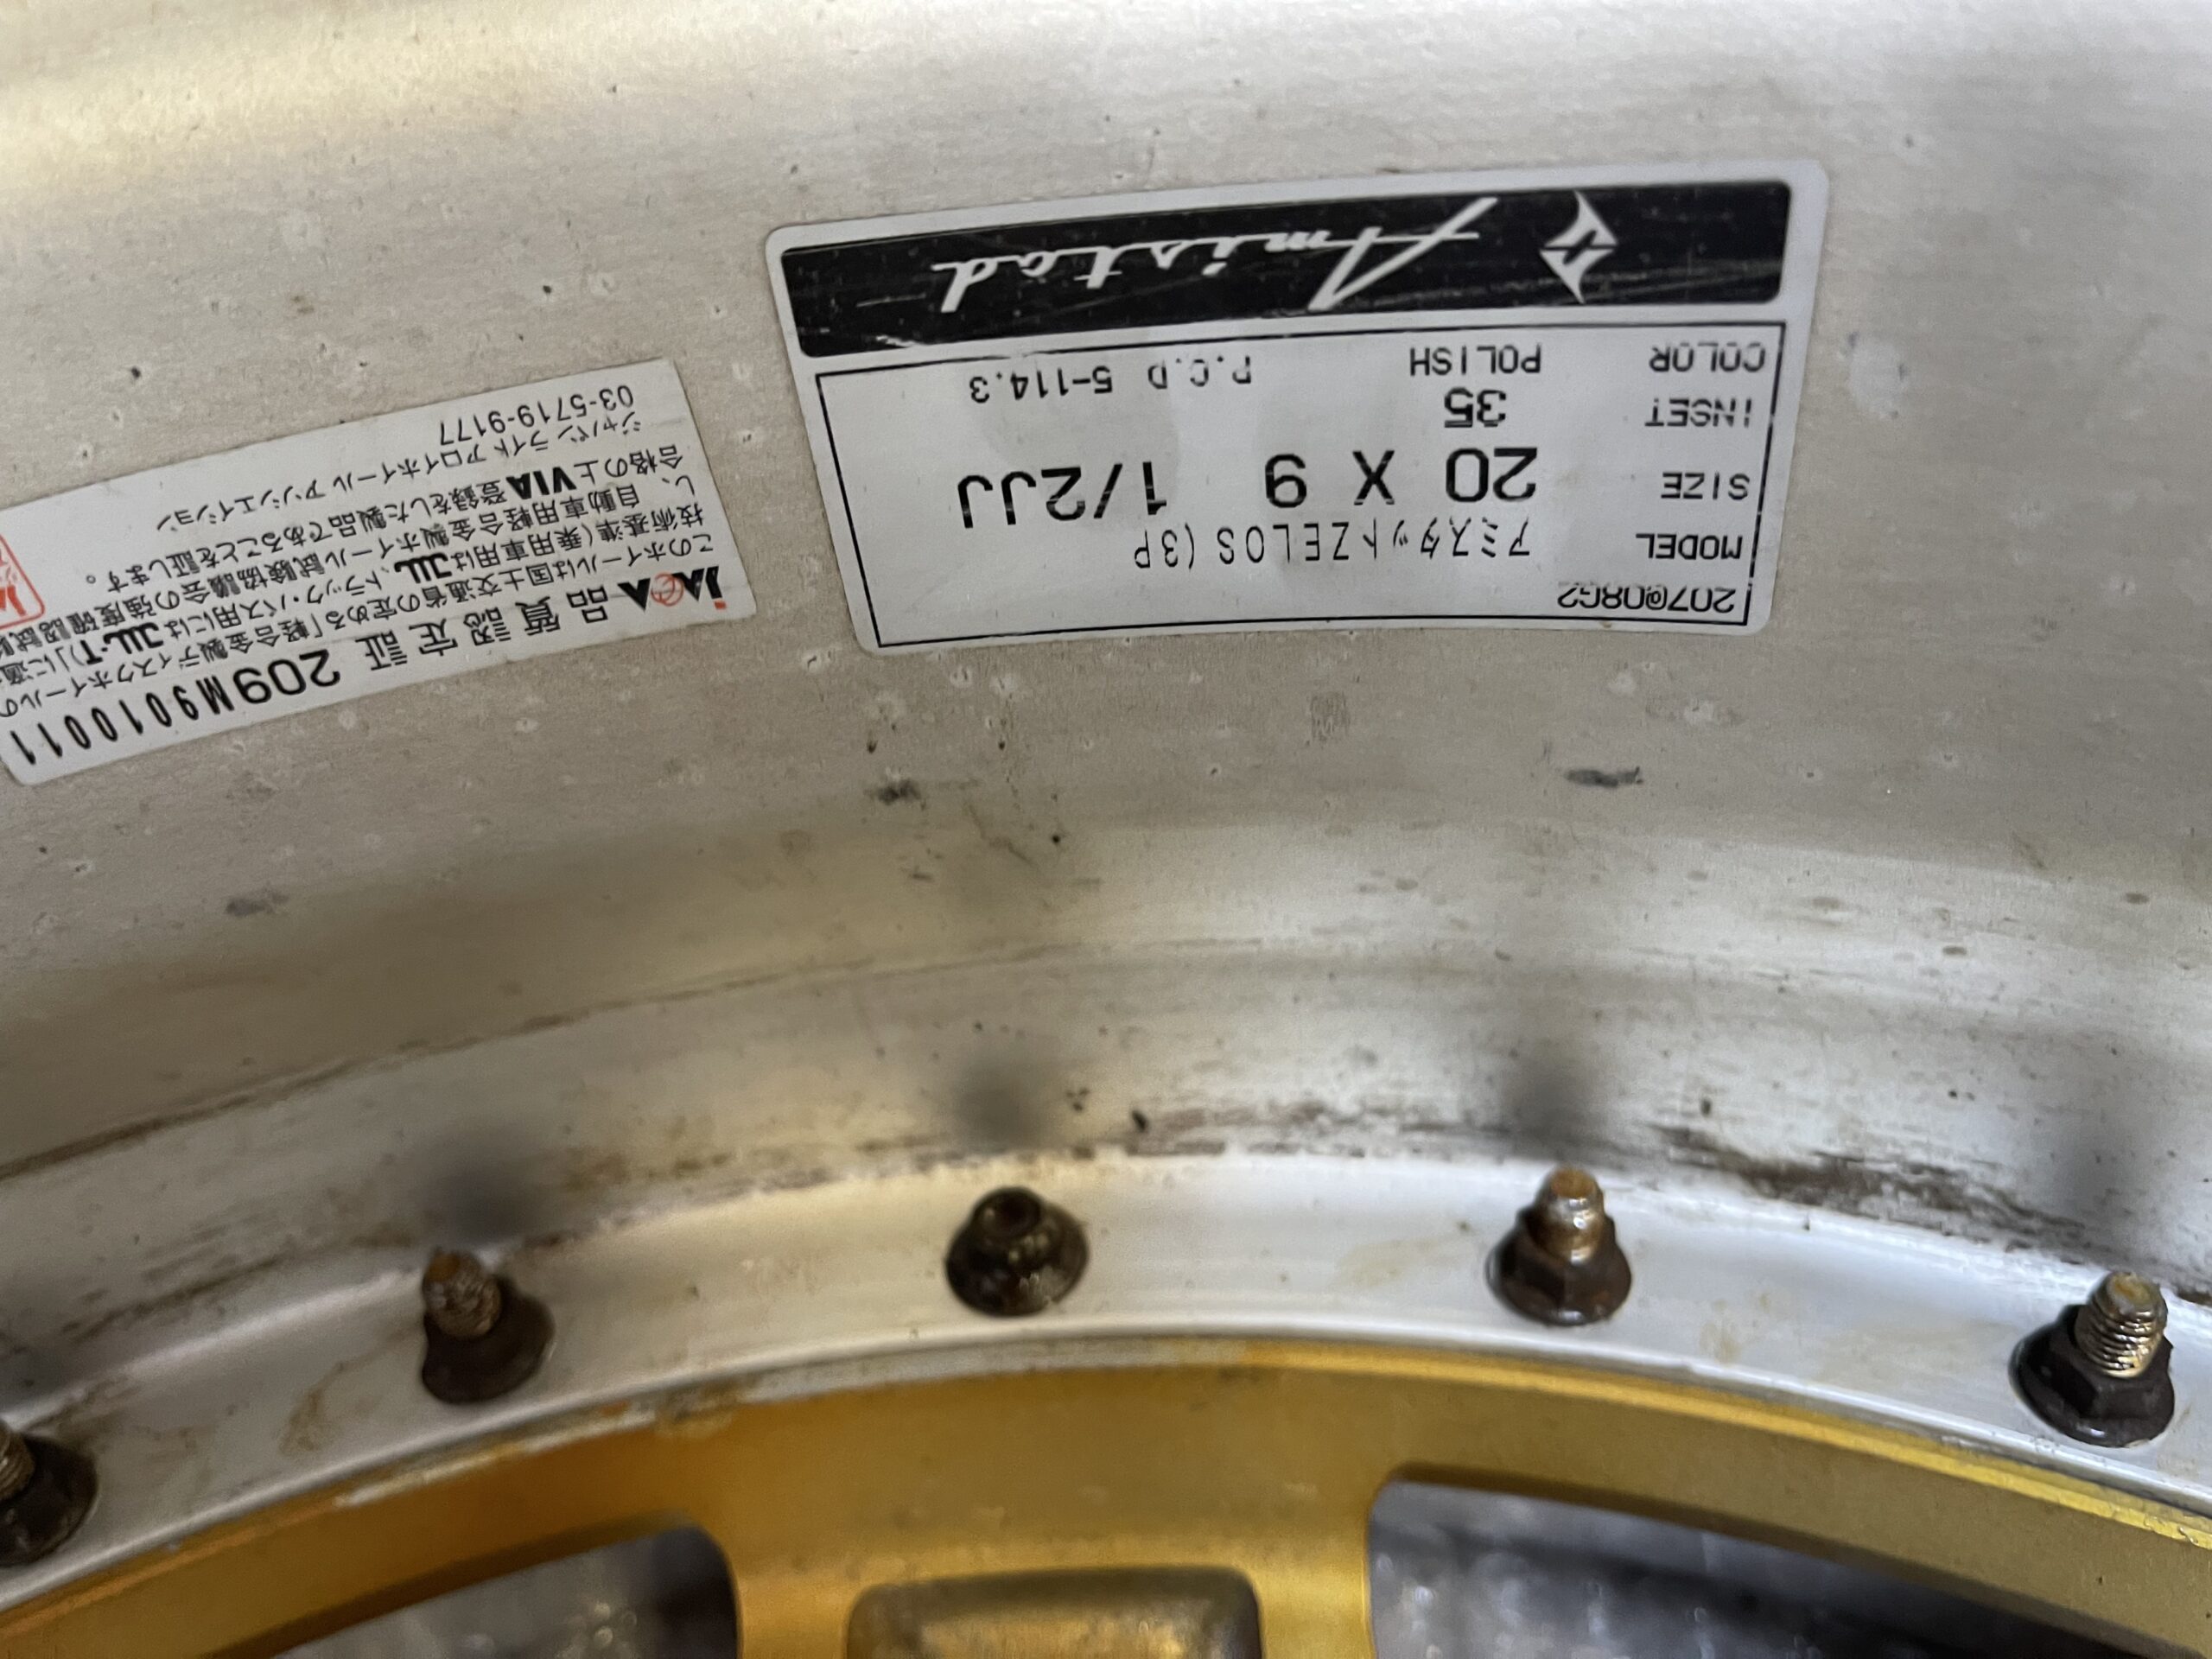 207@08G2
MODEL アミスタットZELOS (3P
SIZE 20 X 9 1/2JJ
INSET 35
COLOR POLISH P.C.D 5-114.3
Amistad
209M9010011
JAWA 品質認定証
このホイールは国土交通省の定める「軽合金製ディスクホイールの
技術基準(乗用車用はJWL、トラック・バス用にはJWL-T)」に適
し、自動車用軽合金製ホイール試験協議会の強度確認試験
合格の上VIA登録をした製品であることを証します。
ジャパン ライト アロイホイール アソシエイション
03-5719-9177